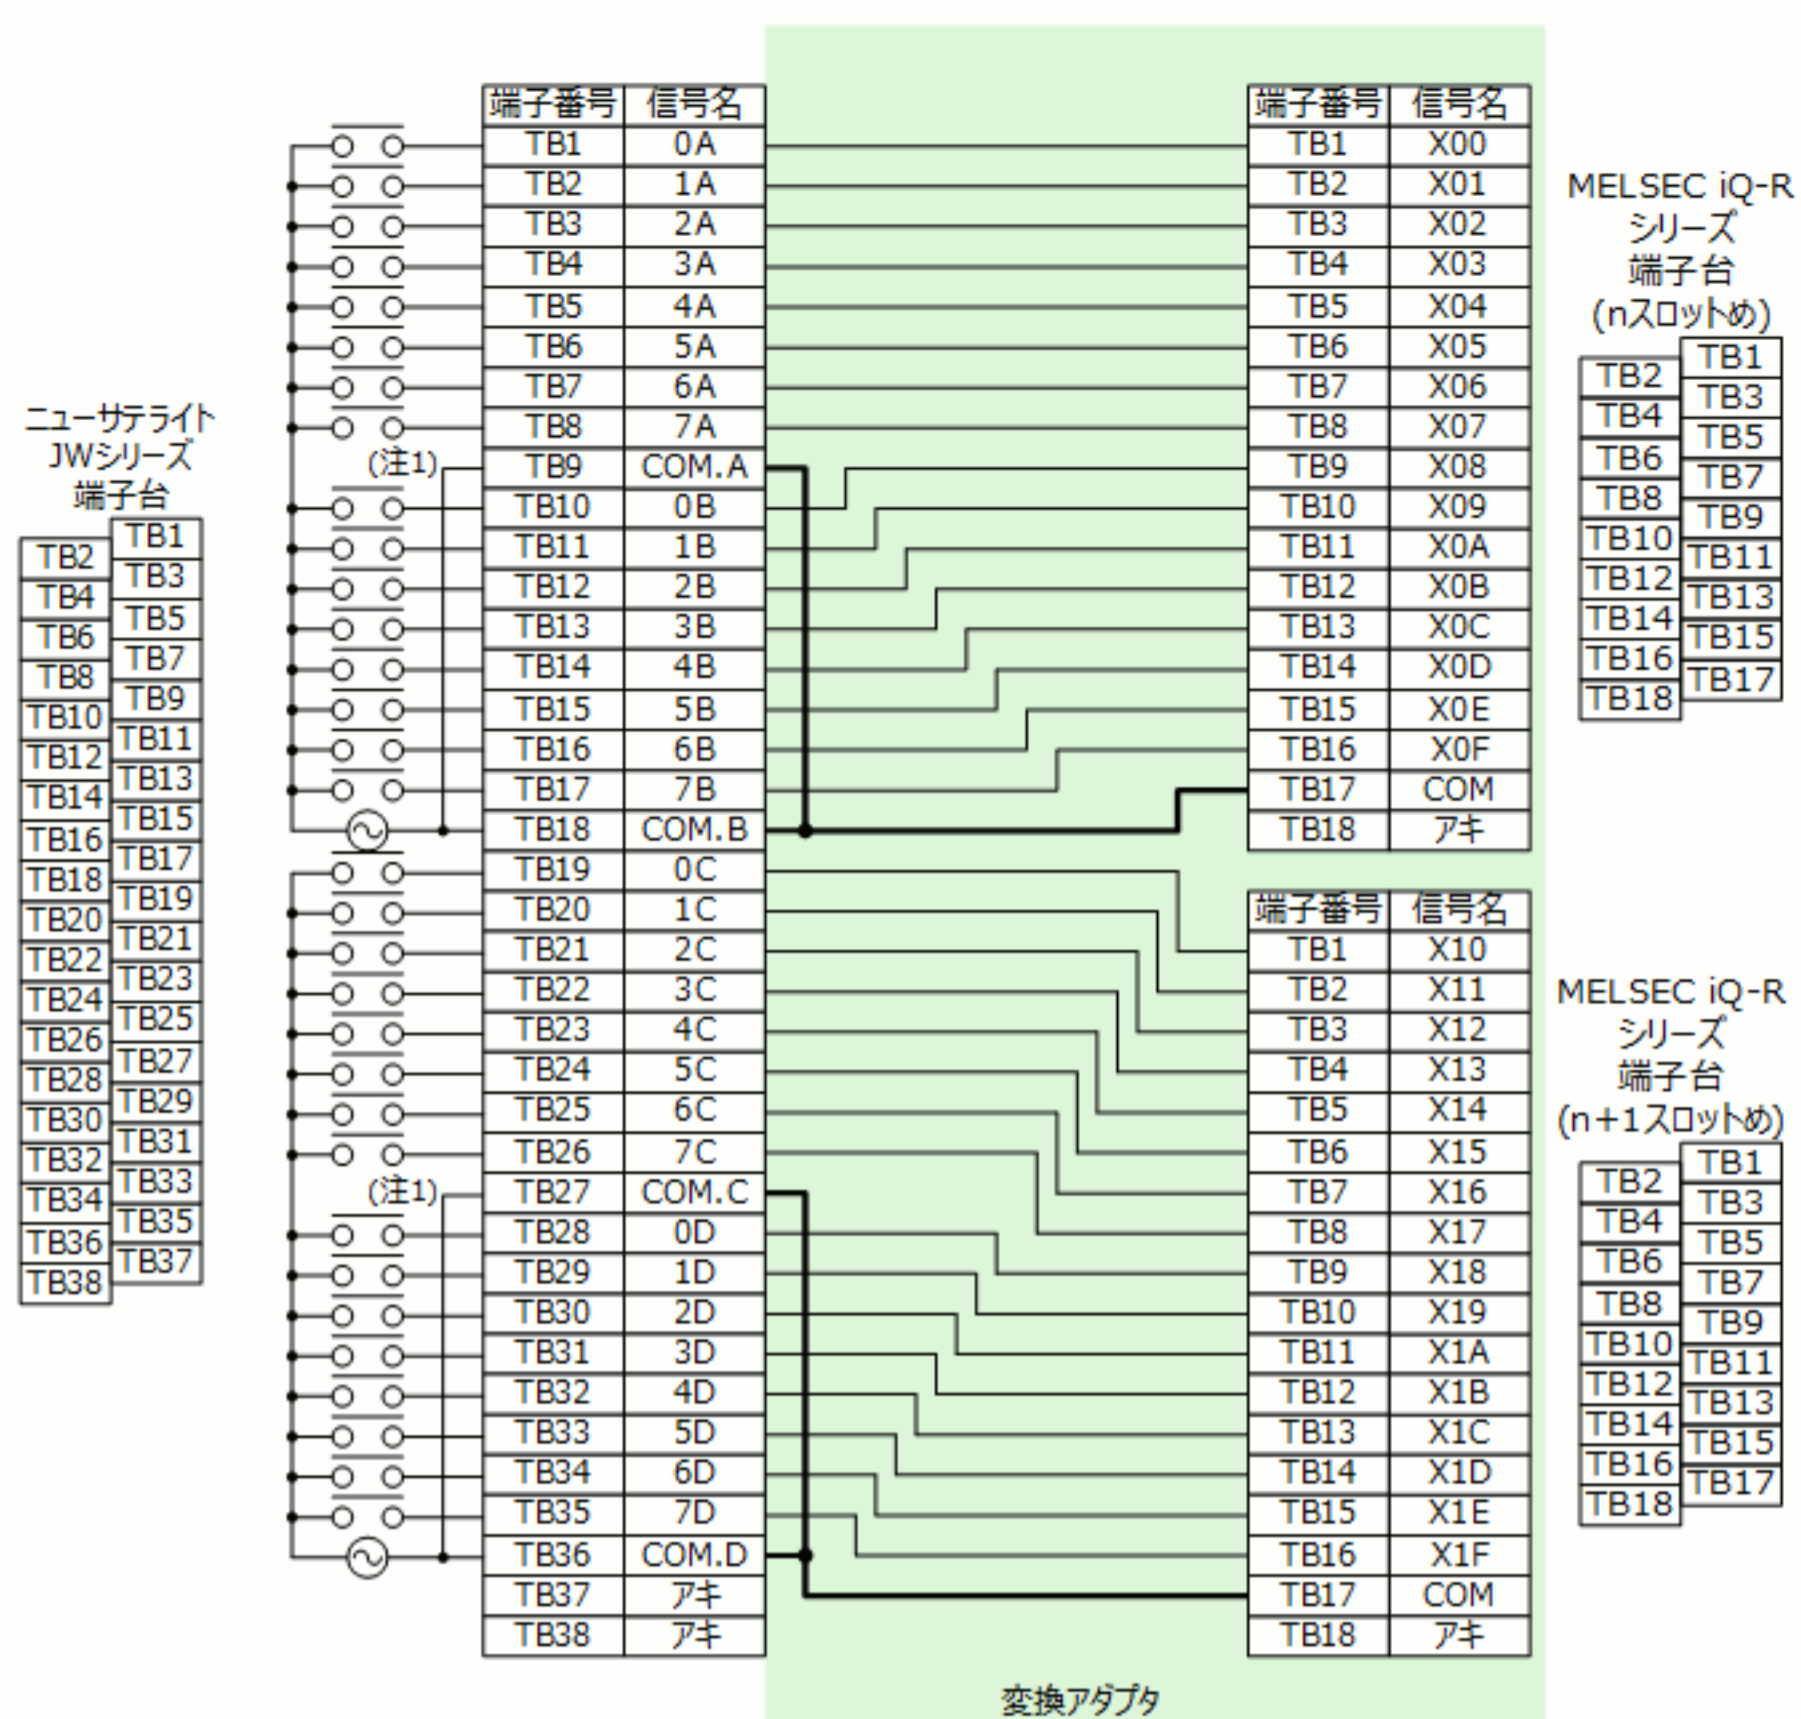 ニューサテライト
JWシリーズ
端子台
TB1
TB2
TB3
TB4
TB5
TB6
TB7
TB8
TB9
TB10
TB11
TB12
TB13
TB14
TB15
TB16
TB17
TB18
TB19
TB20
TB21
TB22
TB23
TB24
TB25
TB26
TB27
TB28
TB29
TB30
TB31
TB32
TB33
TB34
TB35
TB36
TB37
TB38
(注1)
(注1)
端子番号 信号名
TB1 0A
TB2 1A
TB3 2A
TB4 3A
TB5 4A
TB6 5A
TB7 6A
TB8 7A
TB9 COM.A
TB10 0B
TB11 1B
TB12 2B
TB13 3B
TB14 4B
TB15 5B
TB16 6B
TB17 7B
TB18 COM.B
TB19 0C
TB20 1C
TB21 2C
TB22 3C
TB23 4C
TB24 5C
TB25 6C
TB26 7C
TB27 COM.C
TB28 0D
TB29 1D
TB30 2D
TB31 3D
TB32 4D
TB33 5D
TB34 6D
TB35 7D
TB36 COM.D
TB37 アキ
TB38 アキ
端子番号 信号名
TB1 X00
TB2 X01
TB3 X02
TB4 X03
TB5 X04
TB6 X05
TB7 X06
TB8 X07
TB9 X08
TB10 X09
TB11 X0A
TB12 X0B
TB13 X0C
TB14 X0D
TB15 X0E
TB16 X0F
TB17 COM
TB18 アキ
端子番号 信号名
TB1 X10
TB2 X11
TB3 X12
TB4 X13
TB5 X14
TB6 X15
TB7 X16
TB8 X17
TB9 X18
TB10 X19
TB11 X1A
TB12 X1B
TB13 X1C
TB14 X1D
TB15 X1E
TB16 X1F
TB17 COM
TB18 アキ
変換アダプタ
MELSEC iQ-R
シリーズ
端子台
(nスロットめ)
TB1
TB2
TB3
TB4
TB5
TB6
TB7
TB8
TB9
TB10
TB11
TB12
TB13
TB14
TB15
TB16
TB17
TB18
MELSEC iQ-R
シリーズ
端子台
(n+1スロットめ)
TB1
TB2
TB3
TB4
TB5
TB6
TB7
TB8
TB9
TB10
TB11
TB12
TB13
TB14
TB15
TB16
TB17
TB18